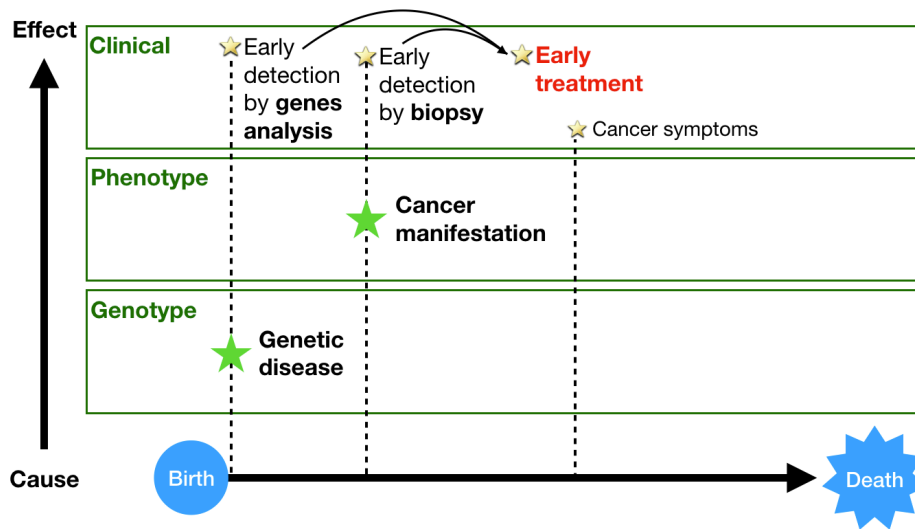 Effect
Clinical
Early
detection
by genes
analysis
Early
detection
by biopsy
Early
treatment
Cancer symptoms
Phenotype
Cancer
manifestation
Genotype
Genetic
disease
Cause
Birth
Death